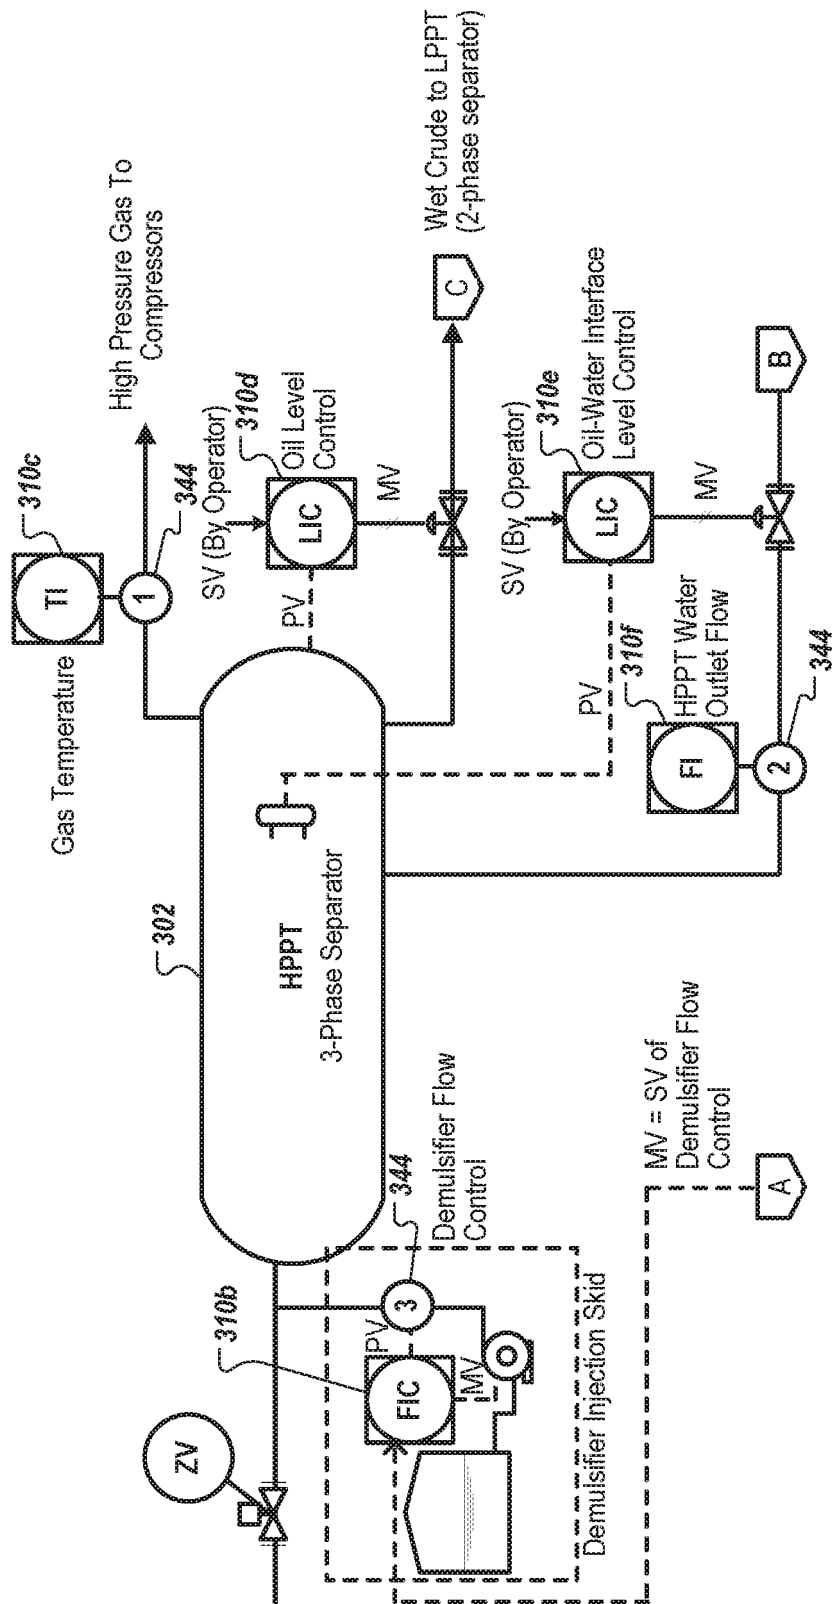 ZV
310b
FIC
PV
MV
3
344
Demulsifier Flow
Control
Demulsifier Injection Skid
MV = SV of
Demulsifier Flow
Control
A
302
HPPT
3-Phase Separator
Gas Temperature
TI
310c
1
344
High Pressure Gas To
Compressors
SV (By Operator)
310d
LIC
Oil Level
Control
PV
MV
C
Wet Crude to LPPT
(2-phase separator)
SV (By Operator)
310e
LIC
Oil-Water Interface
Level Control
PV
MV
310f
FI
HPPT Water
Outlet Flow
2
344
B